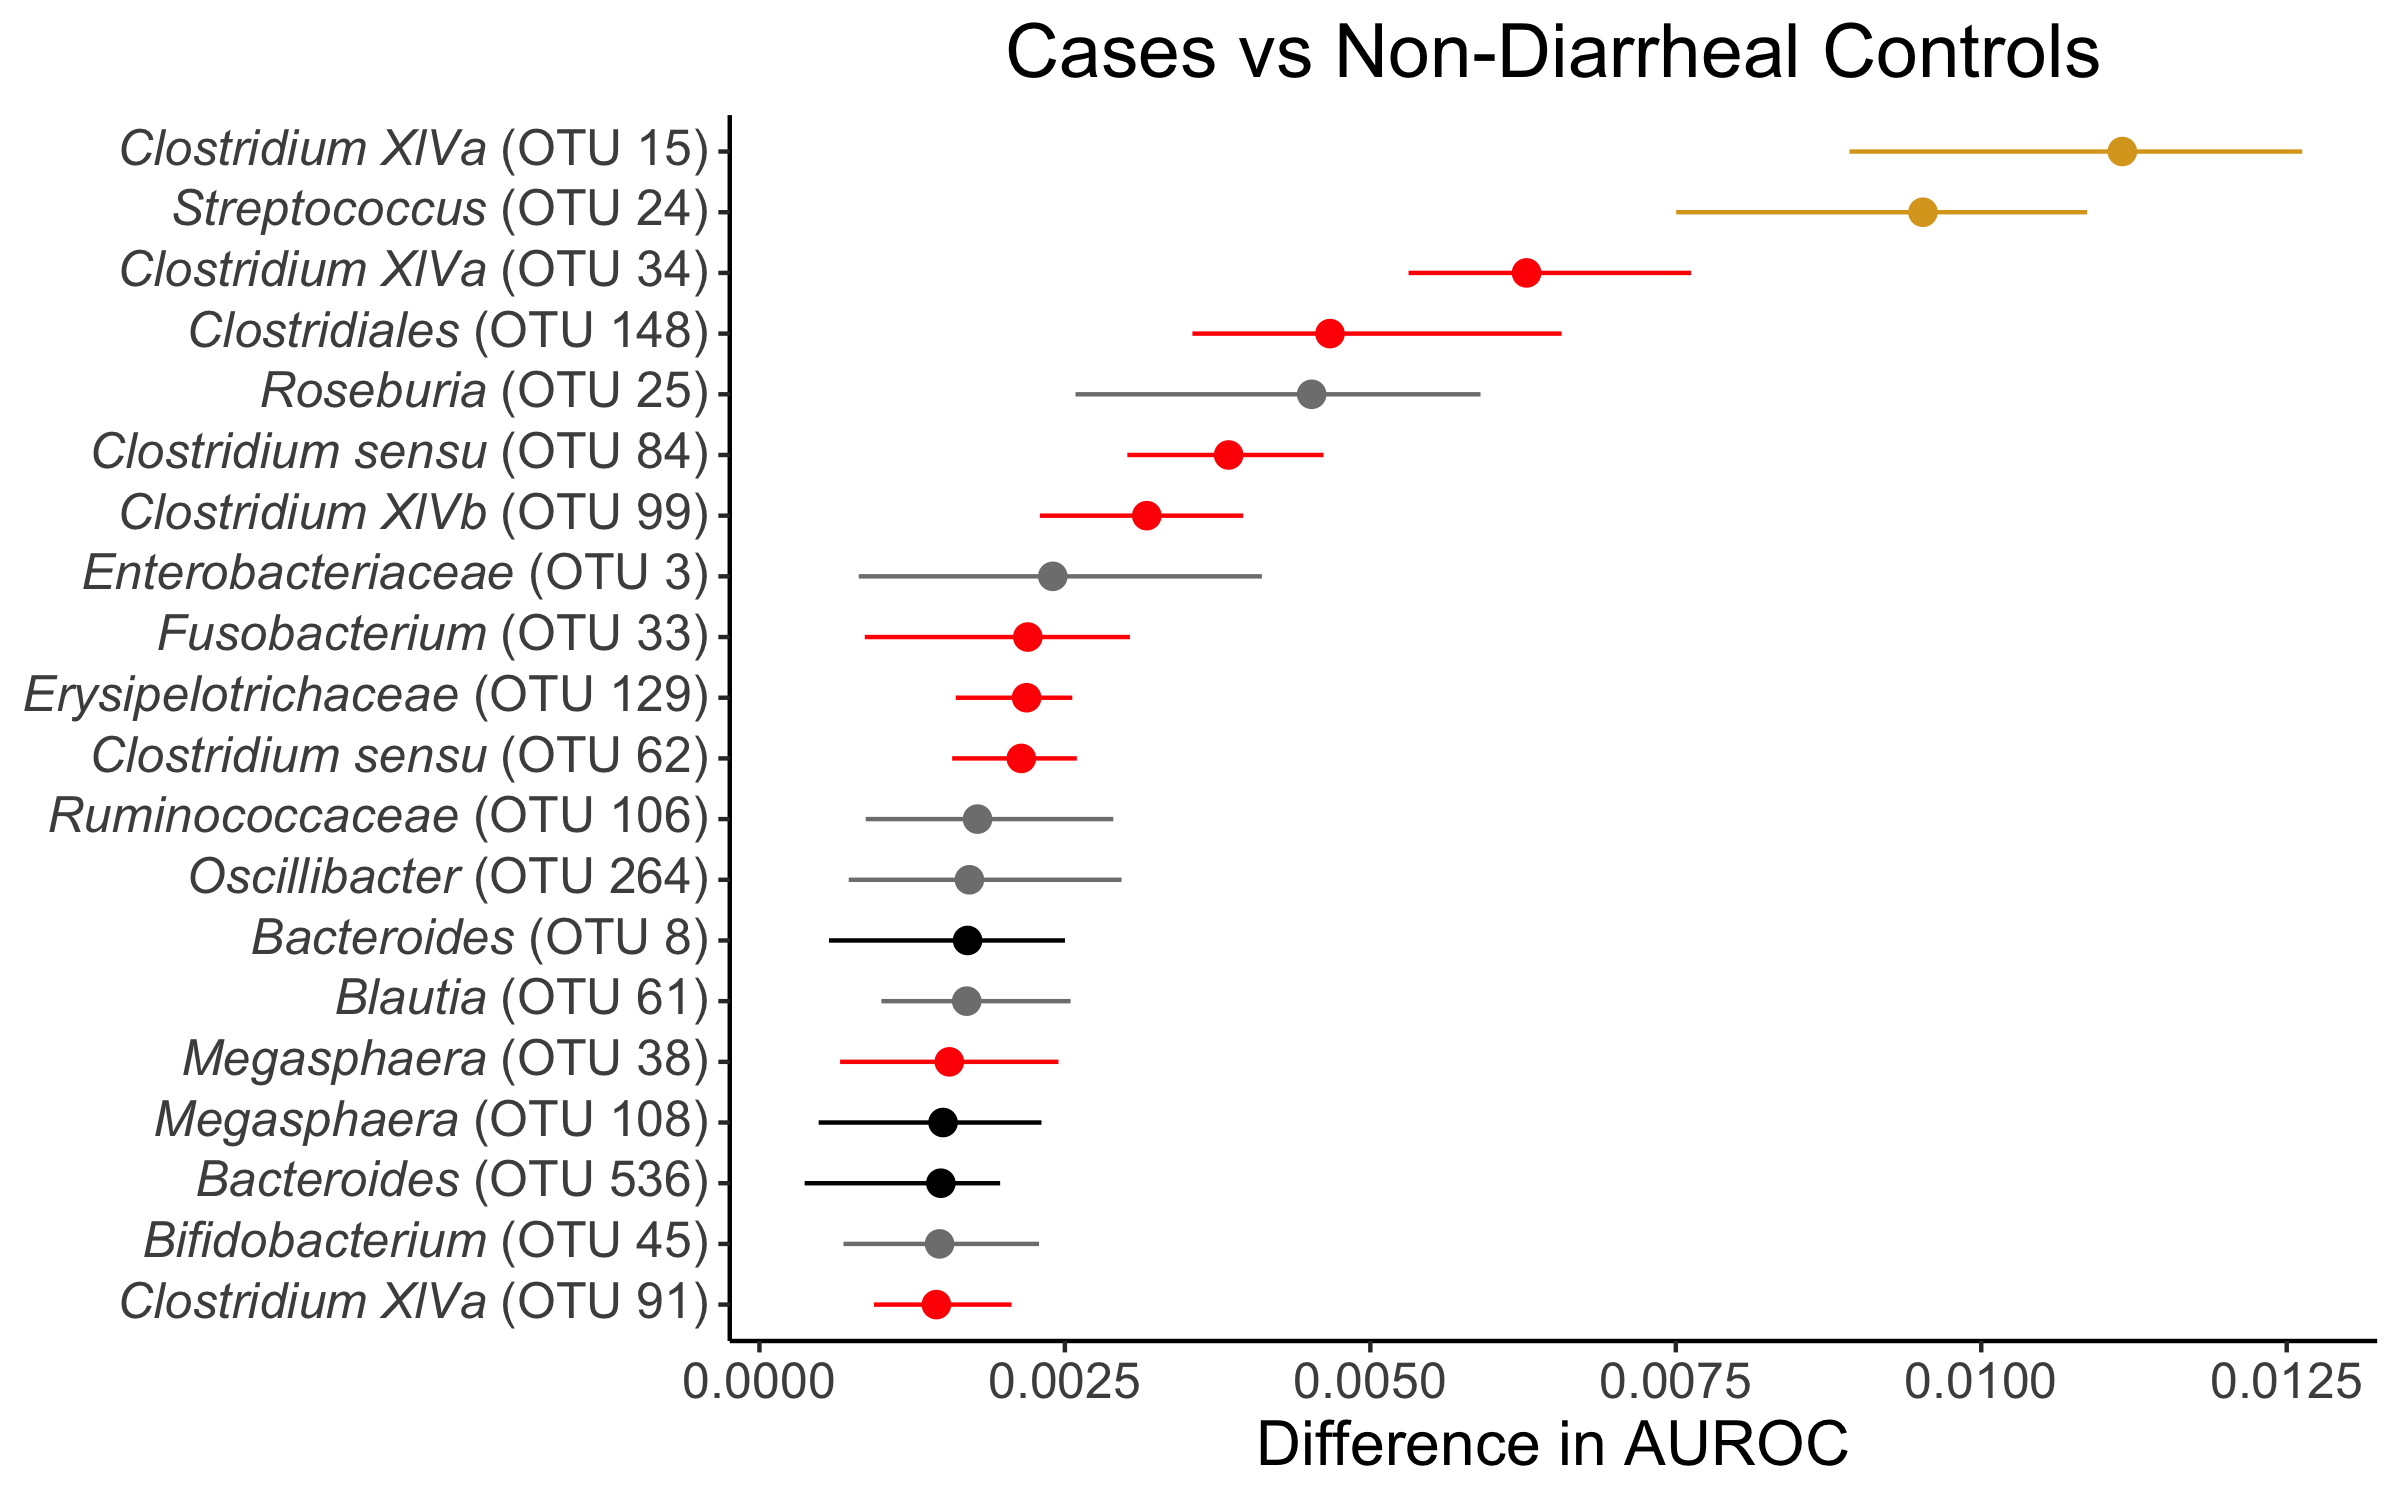 Cases vs Non-Diarrheal Controls
Clostridium XIVa (OTU 15)
Streptococcus (OTU 24)
Clostridium XIVa (OTU 34)
Clostridiales (OTU 148)
Roseburia (OTU 25)
Clostridium sensu (OTU 84)
Clostridium XIVb (OTU 99)
Enterobacteriaceae (OTU 3)
Fusobacterium (OTU 33)
Erysipelotrichaceae (OTU 129)
Clostridium sensu (OTU 62)
Ruminococcaceae (OTU 106)
Oscillibacter (OTU 264)
Bacteroides (OTU 8)
Blautia (OTU 61)
Megasphaera (OTU 38)
Megasphaera (OTU 108)
Bacteroides (OTU 536)
Bifidobacterium (OTU 45)
Clostridium XIVa (OTU 91)
0.0000 0.0025 0.0050 0.0075 0.0100 0.0125
Difference in AUROC